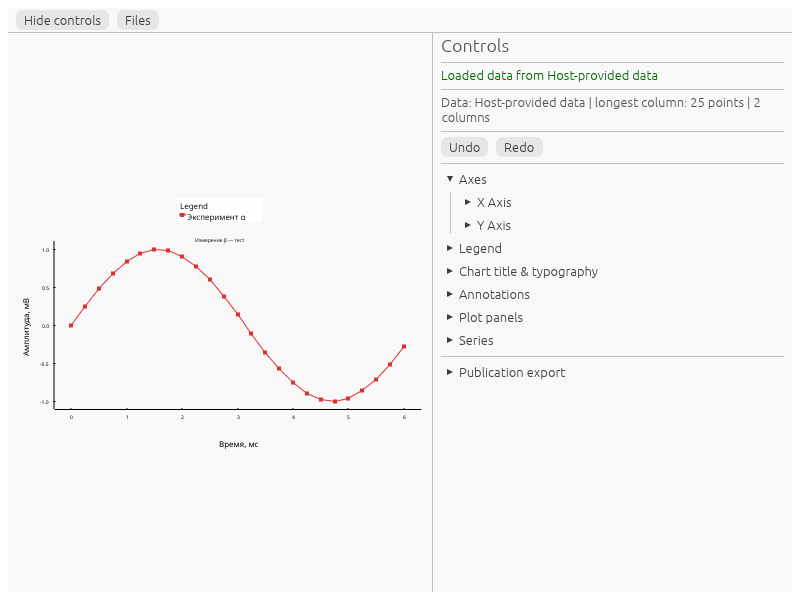 Hide controls Files
Controls
Loaded data from Host-provided data
Data: Host-provided data | longest column: 25 points | 2
columns
Undo Redo
Axes
X Axis
Y Axis
Legend
Chart title & typography
Annotations
Plot panels
Series
Publication export
Legend
Эксперимент α
Измерение β — тест
Амплитуда, мВ
1.0
0.5
0.0
-0.5
-1.0
0 1 2 3 4 5 6
Время, мс